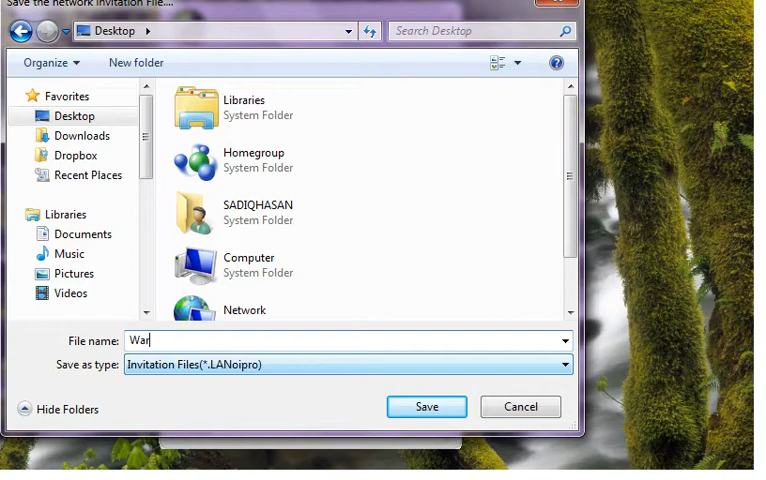 Save the network Invitation File....
Desktop
Search Desktop
Organize
New folder
Favorites
Desktop
Downloads
Dropbox
Recent Places
Libraries
Documents
Music
Pictures
Videos
Libraries
System Folder
Homegroup
System Folder
SADIQHASAN
System Folder
Computer
System Folder
Network
File name: War
Save as type: Invitation Files(*.LANoipro)
Hide Folders
Save
Cancel